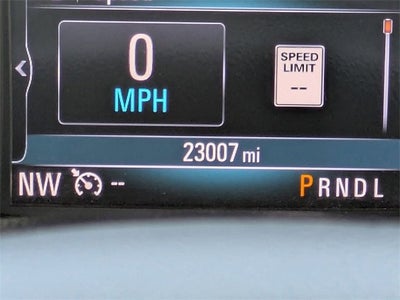 0
MPH
SPEED
LIMIT
--
23007 mi
NW -- PRNDL